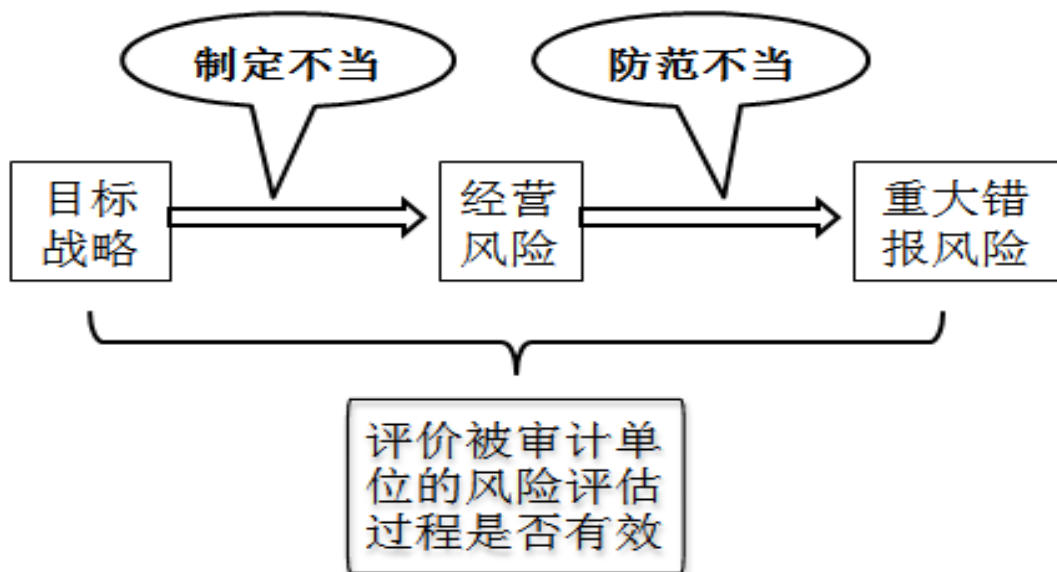 制定不当
防范不当
目标
战略
经营
风险
重大错
报风险
评价被审计单
位的风险评估
过程是否有效